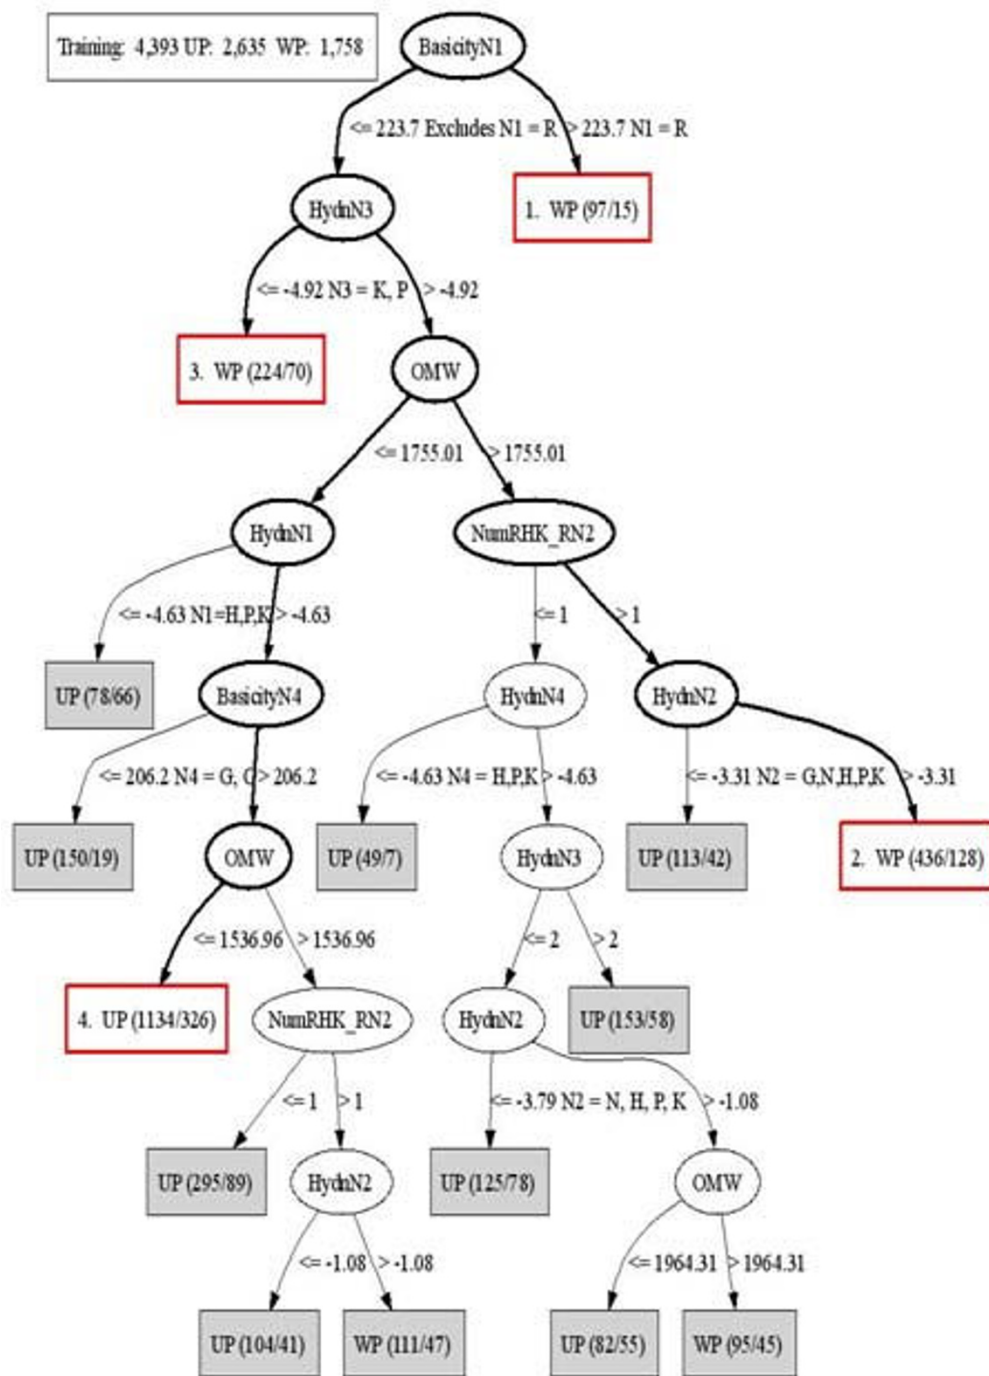 Training: 4,393 UP: 2,635 WP: 1,758
BasicityN1
<= 223.7 Excludes N1 = R > 223.7 N1 = R
HydnN3
1. WP (97/15)
<= -4.92 N3 = K, P > -4.92
3. WP (224/70)
OMW
<= 1755.01 > 1755.01
HydnN1
NumRHK_RN2
<= -4.63 N1=H,P,K > -4.63
<= 1 > 1
UP (78/66)
BasicityN4
HydnN4
HydnN2
<= 206.2 N4 = G, > 206.2
<= -4.63 N4 = H,P,K > -4.63
<= -3.31 N2 = G,N,H,P,K > -3.31
UP (150/19)
OMW
UP (49/7)
HydnN3
UP (113/42)
2. WP (436/128)
<= 1536.96 > 1536.96
<= 2 > 2
4. UP (1134/326)
NumRHK_RN2
HydnN2
UP (153/58)
<= 1 > 1
<= -3.79 N2 = N, H, P, K > -1.08
UP (295/89)
HydnN2
UP (125/78)
OMW
<= -1.08 > -1.08
<= 1964.31 > 1964.31
UP (104/41)
WP (111/47)
UP (82/55)
WP (95/45)